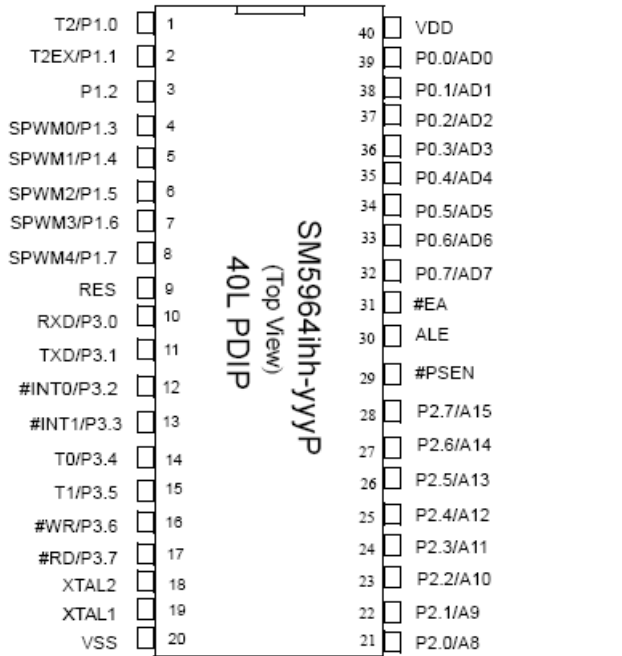 T2/P1.0 1
T2EX/P1.1 2
P1.2 3
SPWM0/P1.3 4
SPWM1/P1.4 5
SPWM2/P1.5 6
SPWM3/P1.6 7
SPWM4/P1.7 8
RES 9
RXD/P3.0 10
TXD/P3.1 11
#INT0/P3.2 12
#INT1/P3.3 13
T0/P3.4 14
T1/P3.5 15
#WR/P3.6 16
#RD/P3.7 17
XTAL2 18
XTAL1 19
VSS 20
SM5964ihh-yyyP
(Top View)
40L PDIP
40 VDD
39 P0.0/AD0
38 P0.1/AD1
37 P0.2/AD2
36 P0.3/AD3
35 P0.4/AD4
34 P0.5/AD5
33 P0.6/AD6
32 P0.7/AD7
31 #EA
30 ALE
29 #PSEN
28 P2.7/A15
27 P2.6/A14
26 P2.5/A13
25 P2.4/A12
24 P2.3/A11
23 P2.2/A10
22 P2.1/A9
21 P2.0/A8